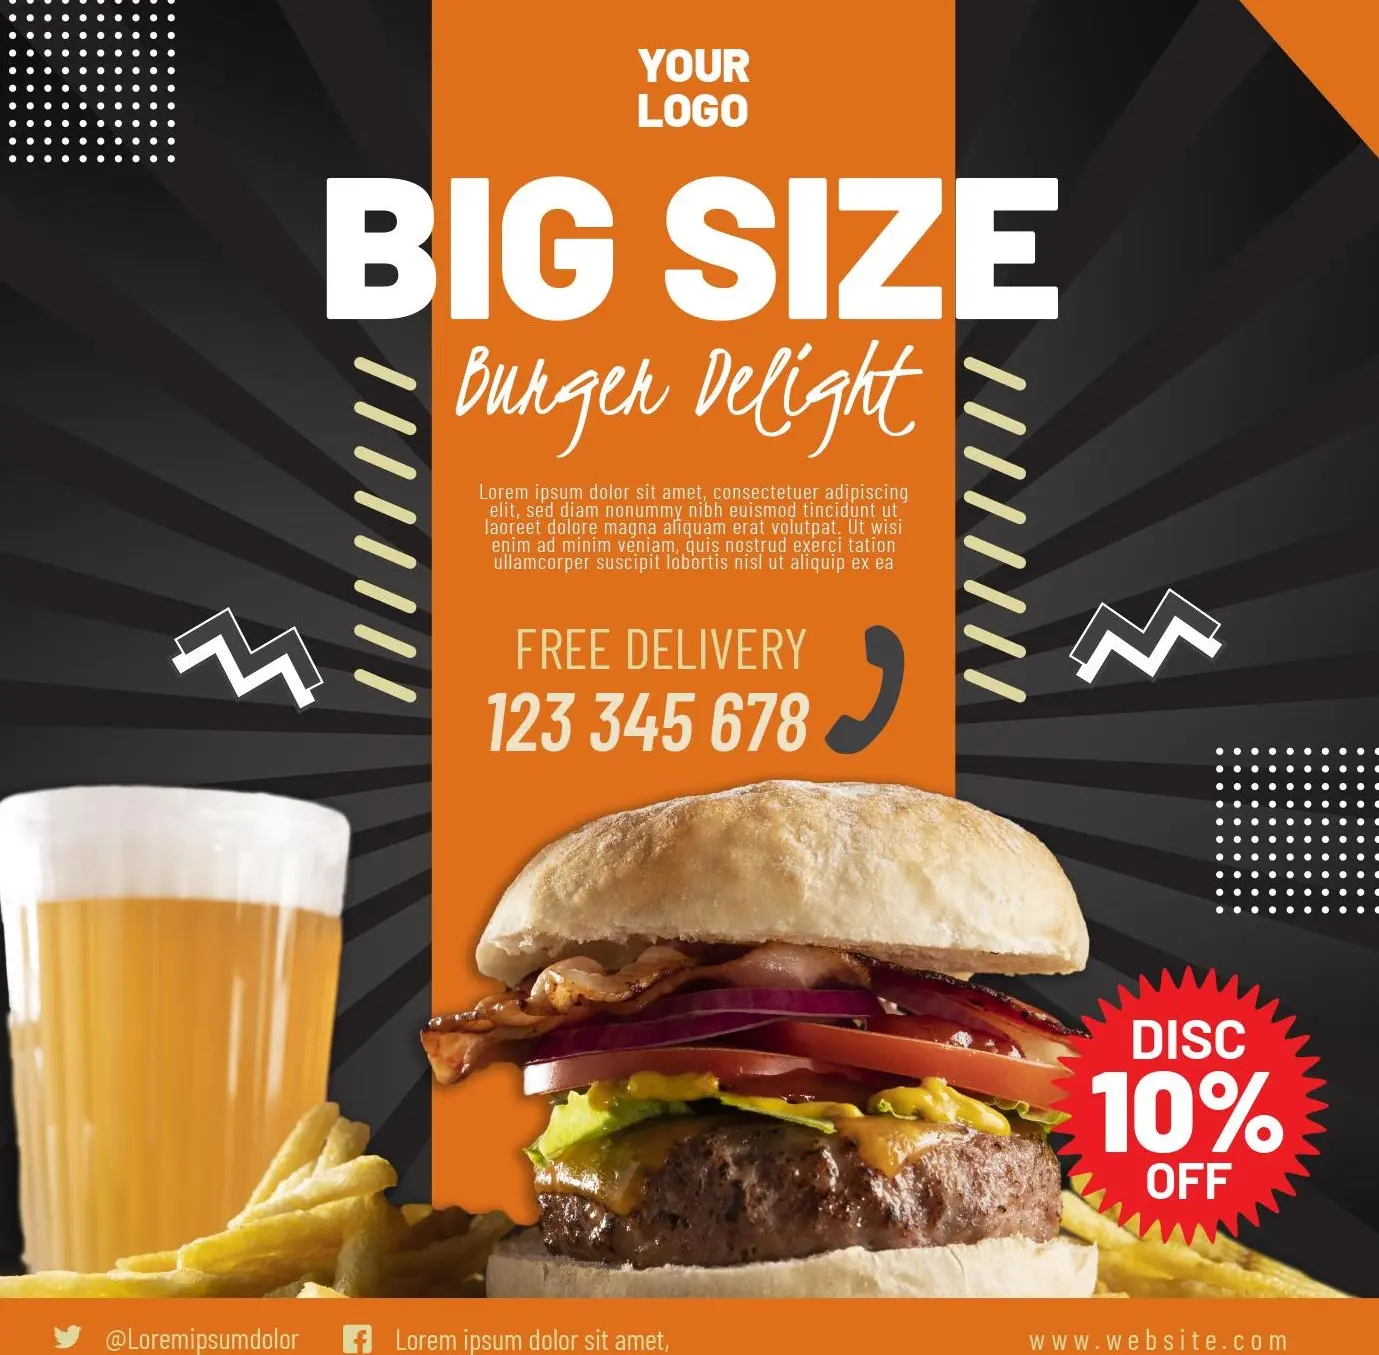 YOUR
LOGO
BIG SIZE
Burger Delight
Lorem ipsum dolor sit amet, consectetuer adipiscing
elit, sed diam nonummy nibh euismod tincidunt ut
laoreet dolore magna aliquam erat volutpat. Ut wisi
enim ad minim veniam, quis nostrud exerci tation
ullamcorper suscipit lobortis nisl ut aliquip ex ea
FREE DELIVERY
123 345 678
DISC
10%
OFF
@Loremipsumdolor
Lorem ipsum dolor sit amet,
www.website.com